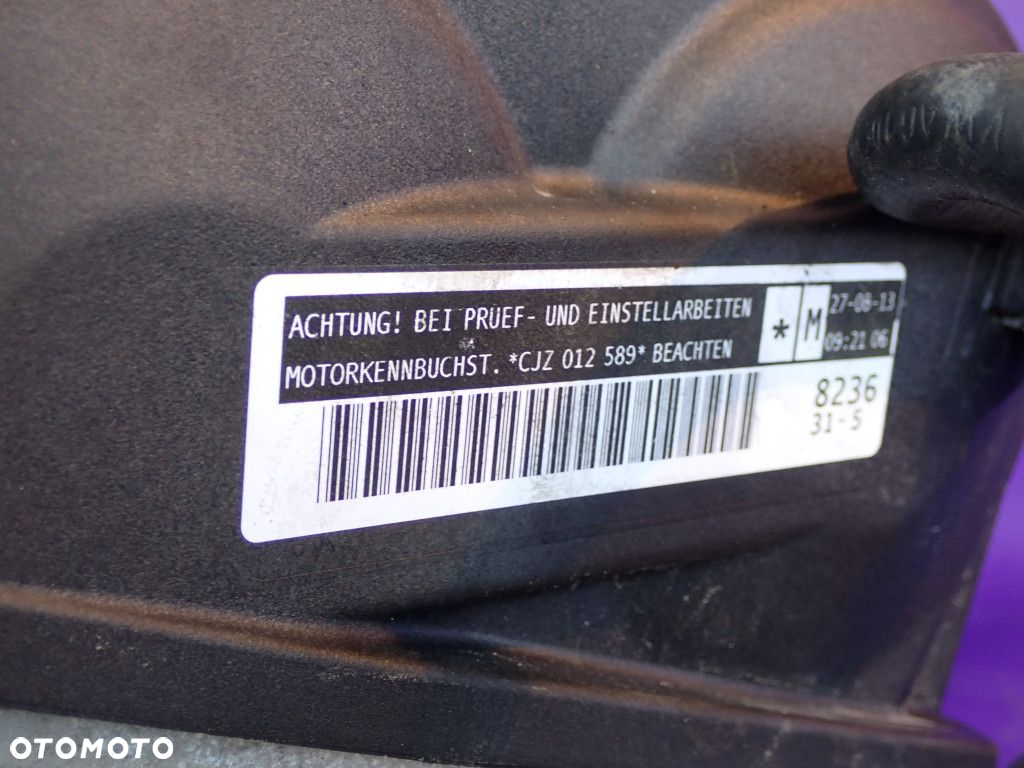 ACHTUNG! BEI PRUEF- UND EINSTELLARBEITEN
MOTORKENNBUCHST. *CJZ 012 589* BEACHTEN
* M
27-08-13
09:21 06
8236
31-5
OTOMOTO